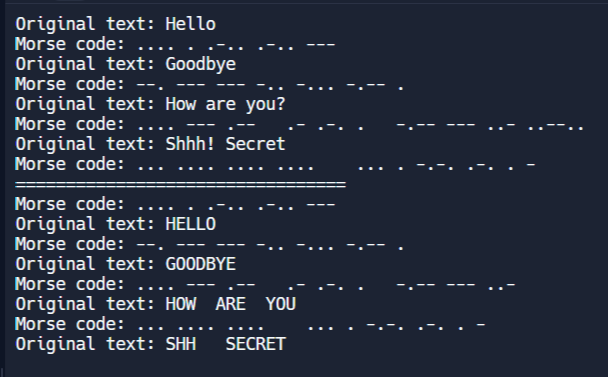 Original text: Hello
Morse code: .... . .-.. .-.. ---
Original text: Goodbye
Morse code: --. --- --- -.. -... -.-- .
Original text: How are you?
Morse code: .... --- .--   .- .-. .   -.-- --- ..- ..--..
Original text: Shhh! Secret
Morse code: ... .... .... ....    ... . -.-. .-. . -
=================================
Morse code: .... . .-.. .-.. ---
Original text: HELLO
Morse code: --. --- --- -.. -... -.-- .
Original text: GOODBYE
Morse code: .... --- .--   .- .-. .   -.-- --- ..-
Original text: HOW  ARE  YOU
Morse code: ... .... ....    ... . -.-. .-. . -
Original text: SHH   SECRET